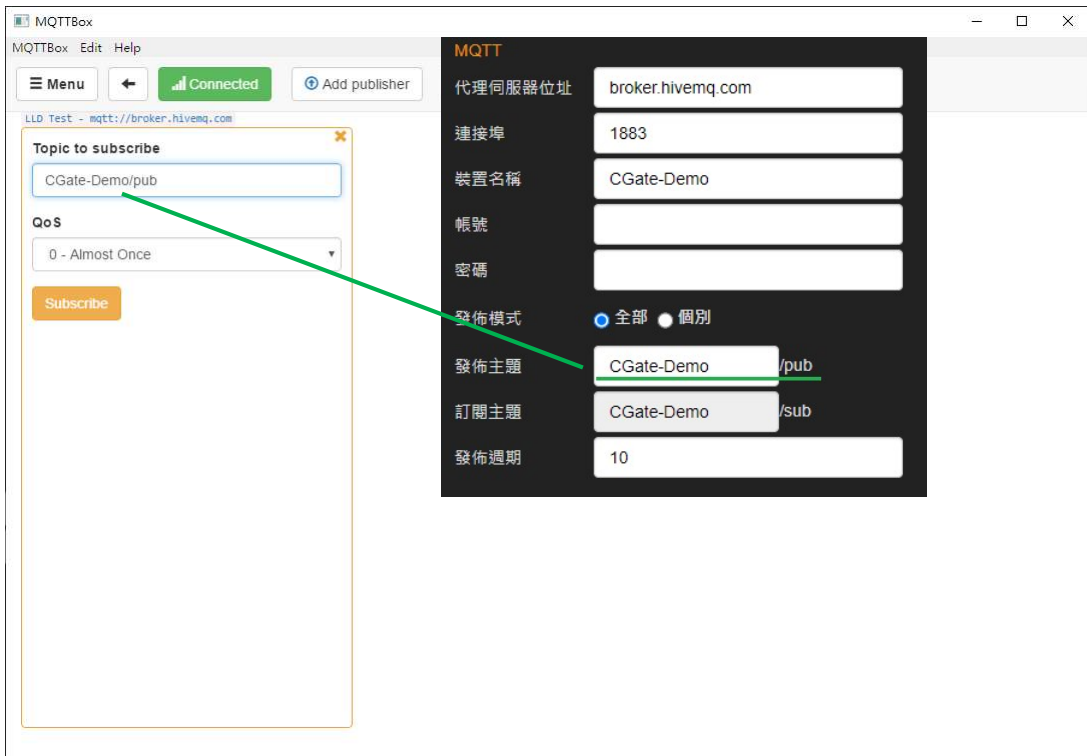 MQTTBox
MQTTBox Edit Help
Menu Connected Add publisher
LLD Test - mqtt://broker.hivemq.com
Topic to subscribe
CGate-Demo/pub
QoS
0 - Almost Once
Subscribe
MQTT
代理伺服器位址 broker.hivemq.com
連接埠 1883
裝置名稱 CGate-Demo
帳號
密碼
發佈模式 全部 個別
發佈主題 CGate-Demo /pub
訂閱主題 CGate-Demo /sub
發佈週期 10